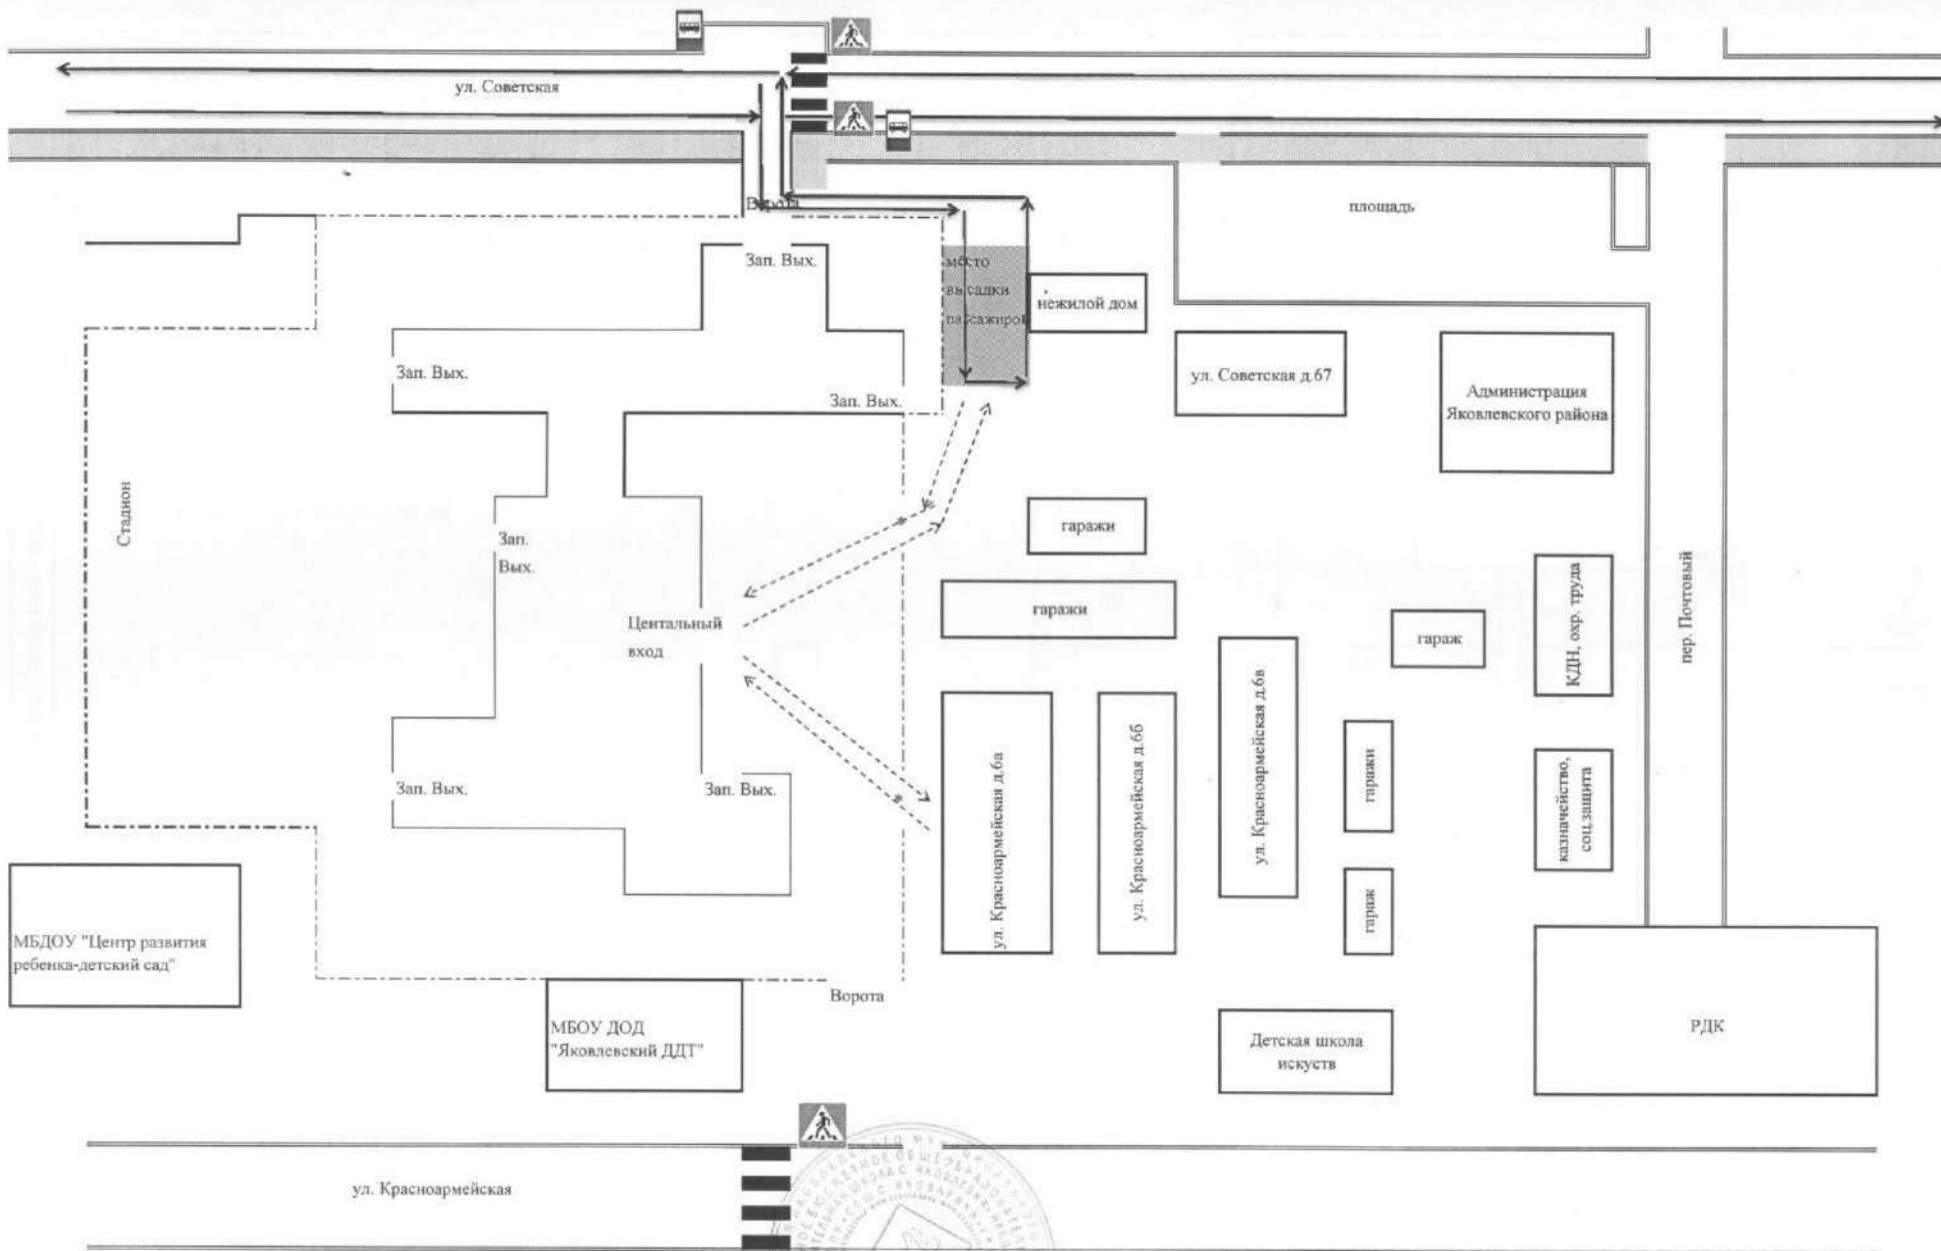 ул. Советская
Ворота
площадь
Зап. Вых.
место
высадки
пассажиров
нежилой дом
Зап. Вых.
Зап. Вых.
ул. Советская д.67
Администрация
Яковлевского района
Стадион
гаражи
Зап.
Вых.
гаражи
Центальный
вход
гараж
КДН, охр. труда
пер. Почтовый
Зап. Вых.
Зап. Вых.
ул. Красноармейская д.6а
ул. Красноармейская д.6б
ул. Красноармейская д.6в
гаражи
казначейство,
соц.защита
гараж
МБДОУ "Центр развития
ребенка-детский сад"
Ворота
МБОУ ДОД
"Яковлевский ДДТ"
Детская школа
искуств
РДК
ул. Красноармейская